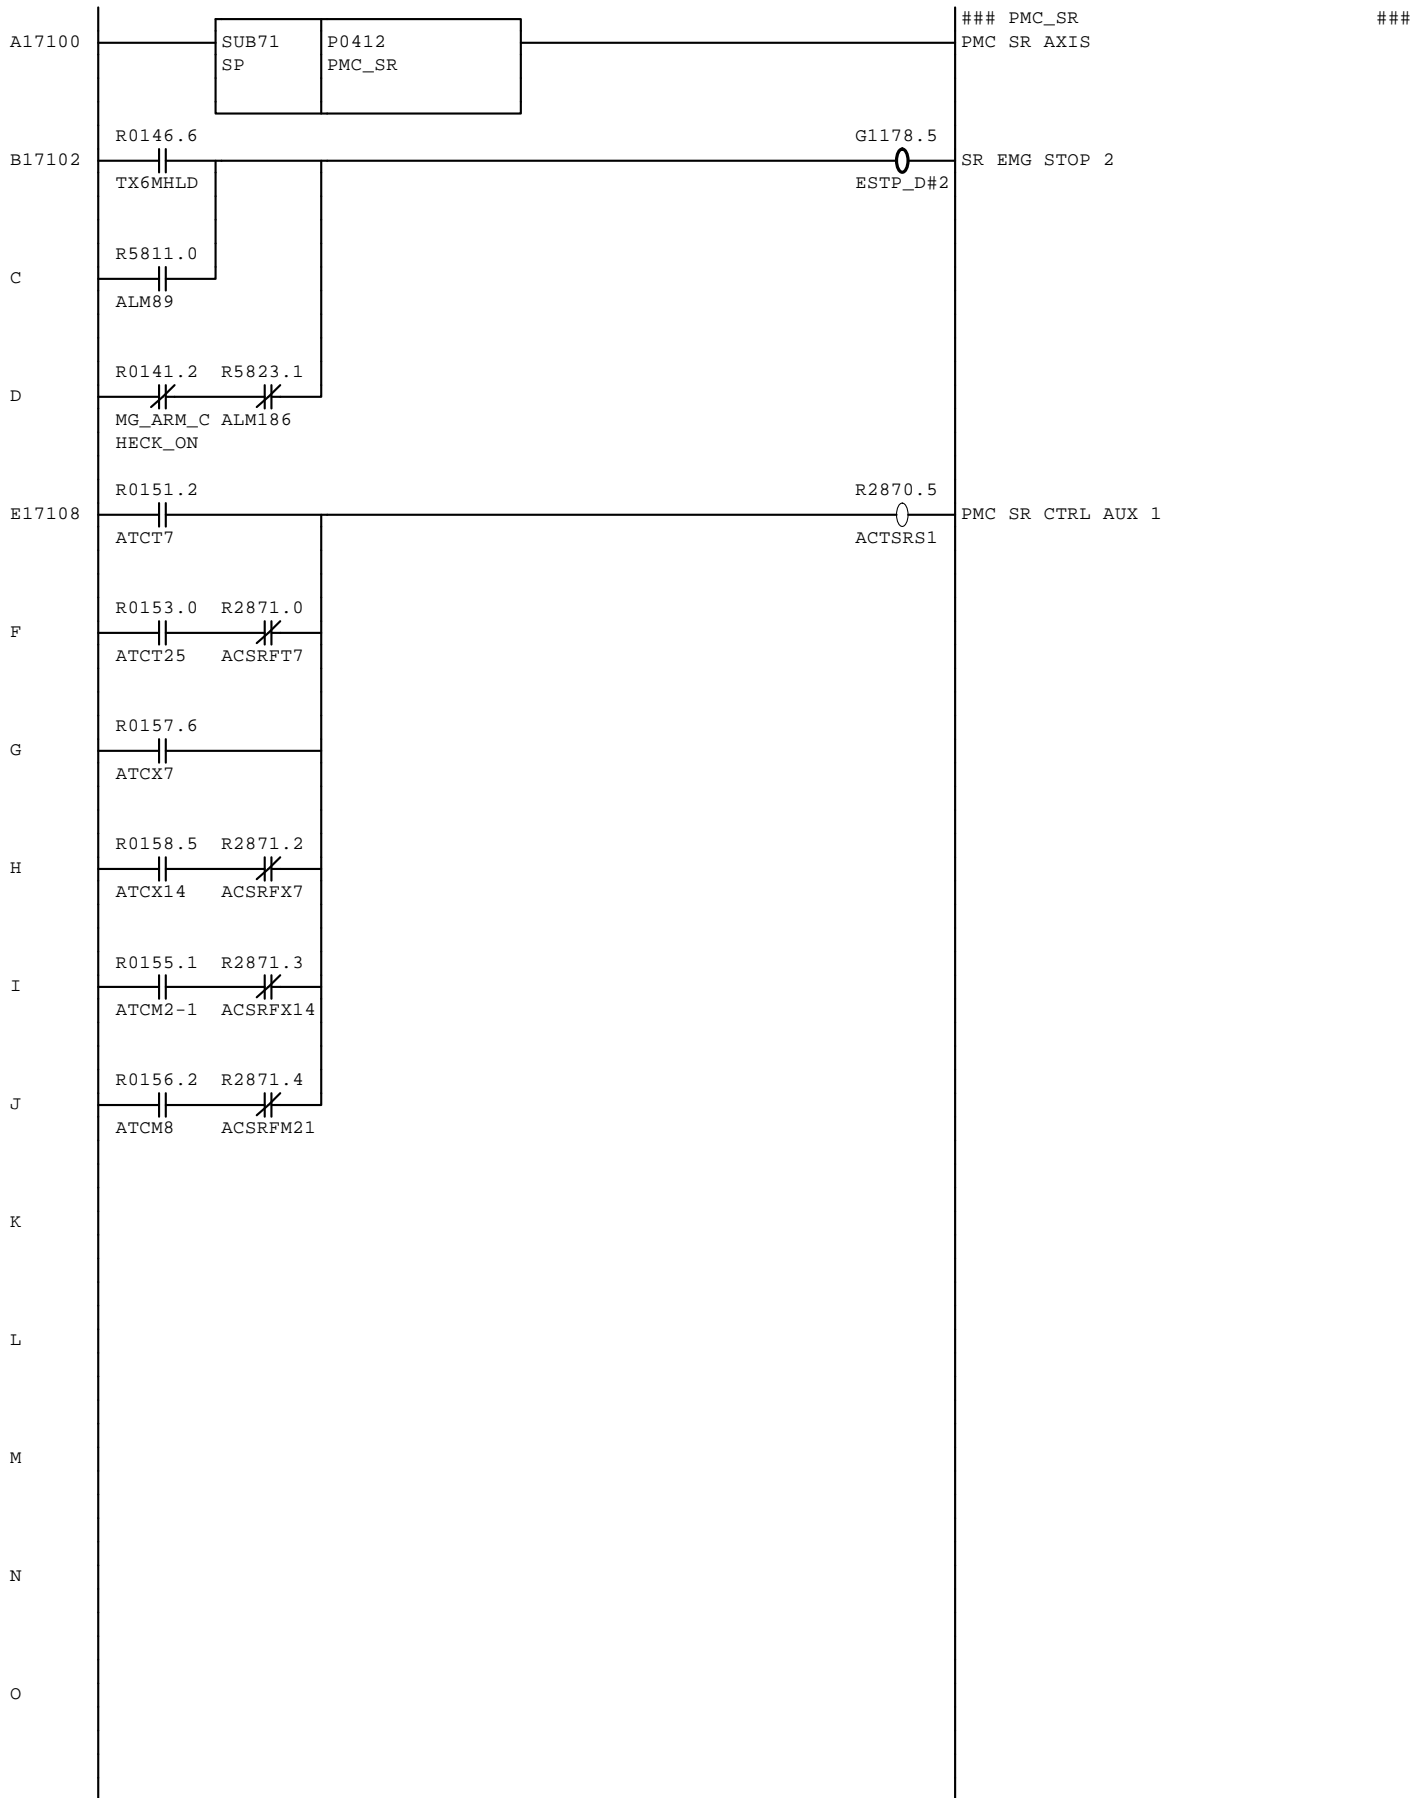 ### PMC_SR ###
A17100 SUB71 P0412 PMC SR AXIS
SP PMC_SR
R0146.6 G1178.5
B17102 SR EMG STOP 2
TX6MHLD ESTP_D#2
R5811.0
C
ALM89
R0141.2 R5823.1
D
MG_ARM_C ALM186
HECK_ON
R0151.2 R2870.5
E17108 PMC SR CTRL AUX 1
ATCT7 ACTSRS1
R0153.0 R2871.0
F
ATCT25 ACSRFT7
R0157.6
G
ATCX7
R0158.5 R2871.2
H
ATCX14 ACSRFX7
R0155.1 R2871.3
I
ATCM2-1 ACSRFX14
R0156.2 R2871.4
J
ATCM8 ACSRFM21
K
L
M
N
O